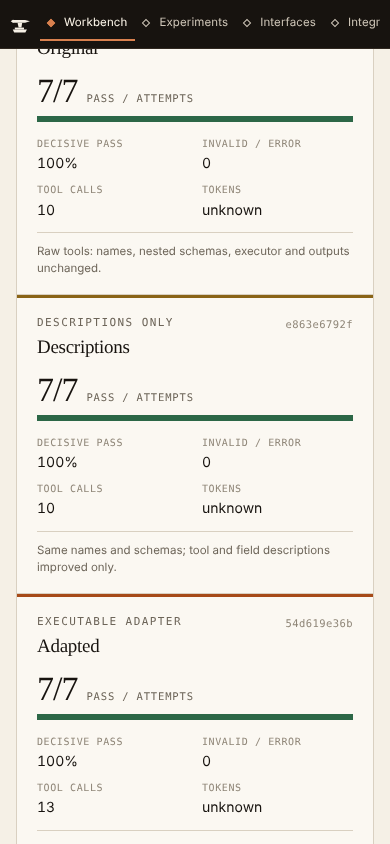 Workbench
Experiments
Interfaces
Integr
Original
7/7 PASS / ATTEMPTS
DECISIVE PASS
INVALID / ERROR
100%
0
TOOL CALLS
TOKENS
10
unknown
Raw tools: names, nested schemas, executor and outputs
unchanged.
DESCRIPTIONS ONLY
e863e6792f
Descriptions
7/7 PASS / ATTEMPTS
DECISIVE PASS
INVALID / ERROR
100%
0
TOOL CALLS
TOKENS
10
unknown
Same names and schemas; tool and field descriptions
improved only.
EXECUTABLE ADAPTER
54d619e36b
Adapted
7/7 PASS / ATTEMPTS
DECISIVE PASS
INVALID / ERROR
100%
0
TOOL CALLS
TOKENS
13
unknown